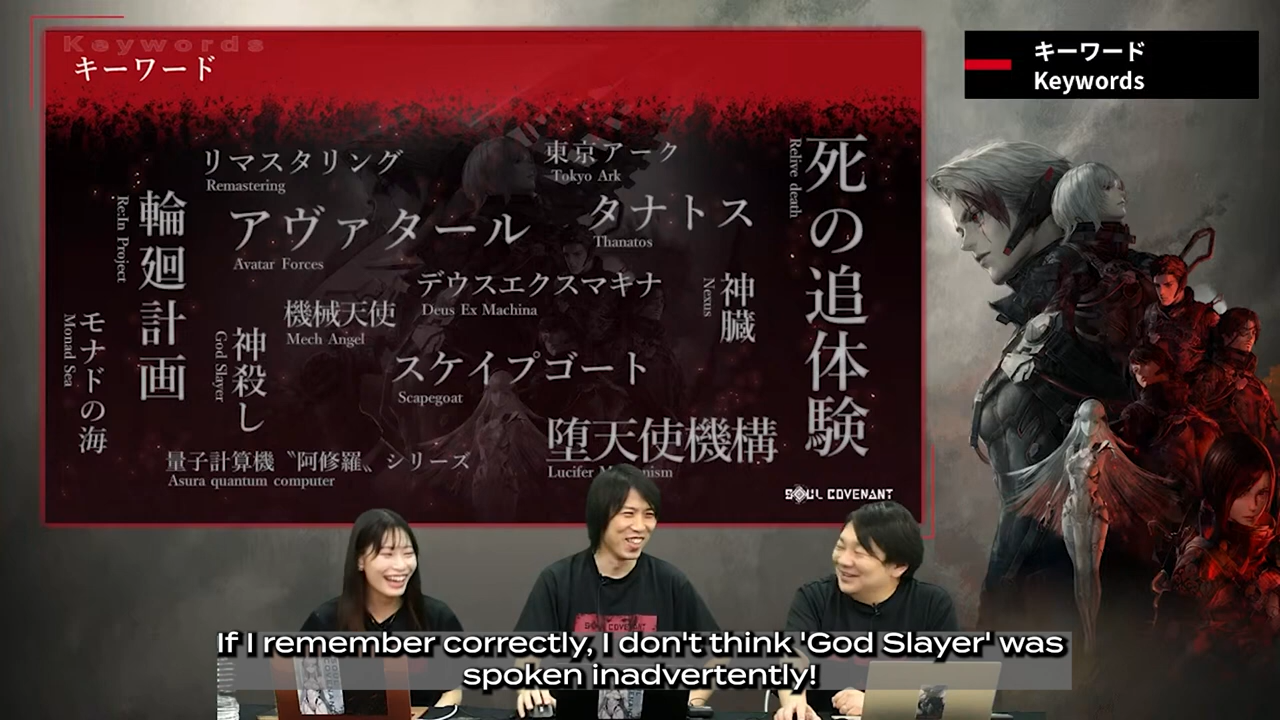 Keywords
キーワード
キーワード
Keywords
リマスタリング
Remastering
東京アーク
Tokyo Ark
死の追体験
Relive death
輪廻計画
Re:In Project
アヴァタール
Avatar Forces
タナトス
Thanatos
デウスエクスマキナ
Deus Ex Machina
神臓
Nexus
機械天使
Mech Angel
モナドの海
Monad Sea
神殺し
God Slayer
スケイプゴート
Scapegoat
堕天使機構
Lucifer
量子計算機〝阿修羅〟シリーズ
Asura quantum computer
SOUL COVENANT
SOUL COVENANT
If I remember correctly, I don't think 'God Slayer' was
spoken inadvertently!